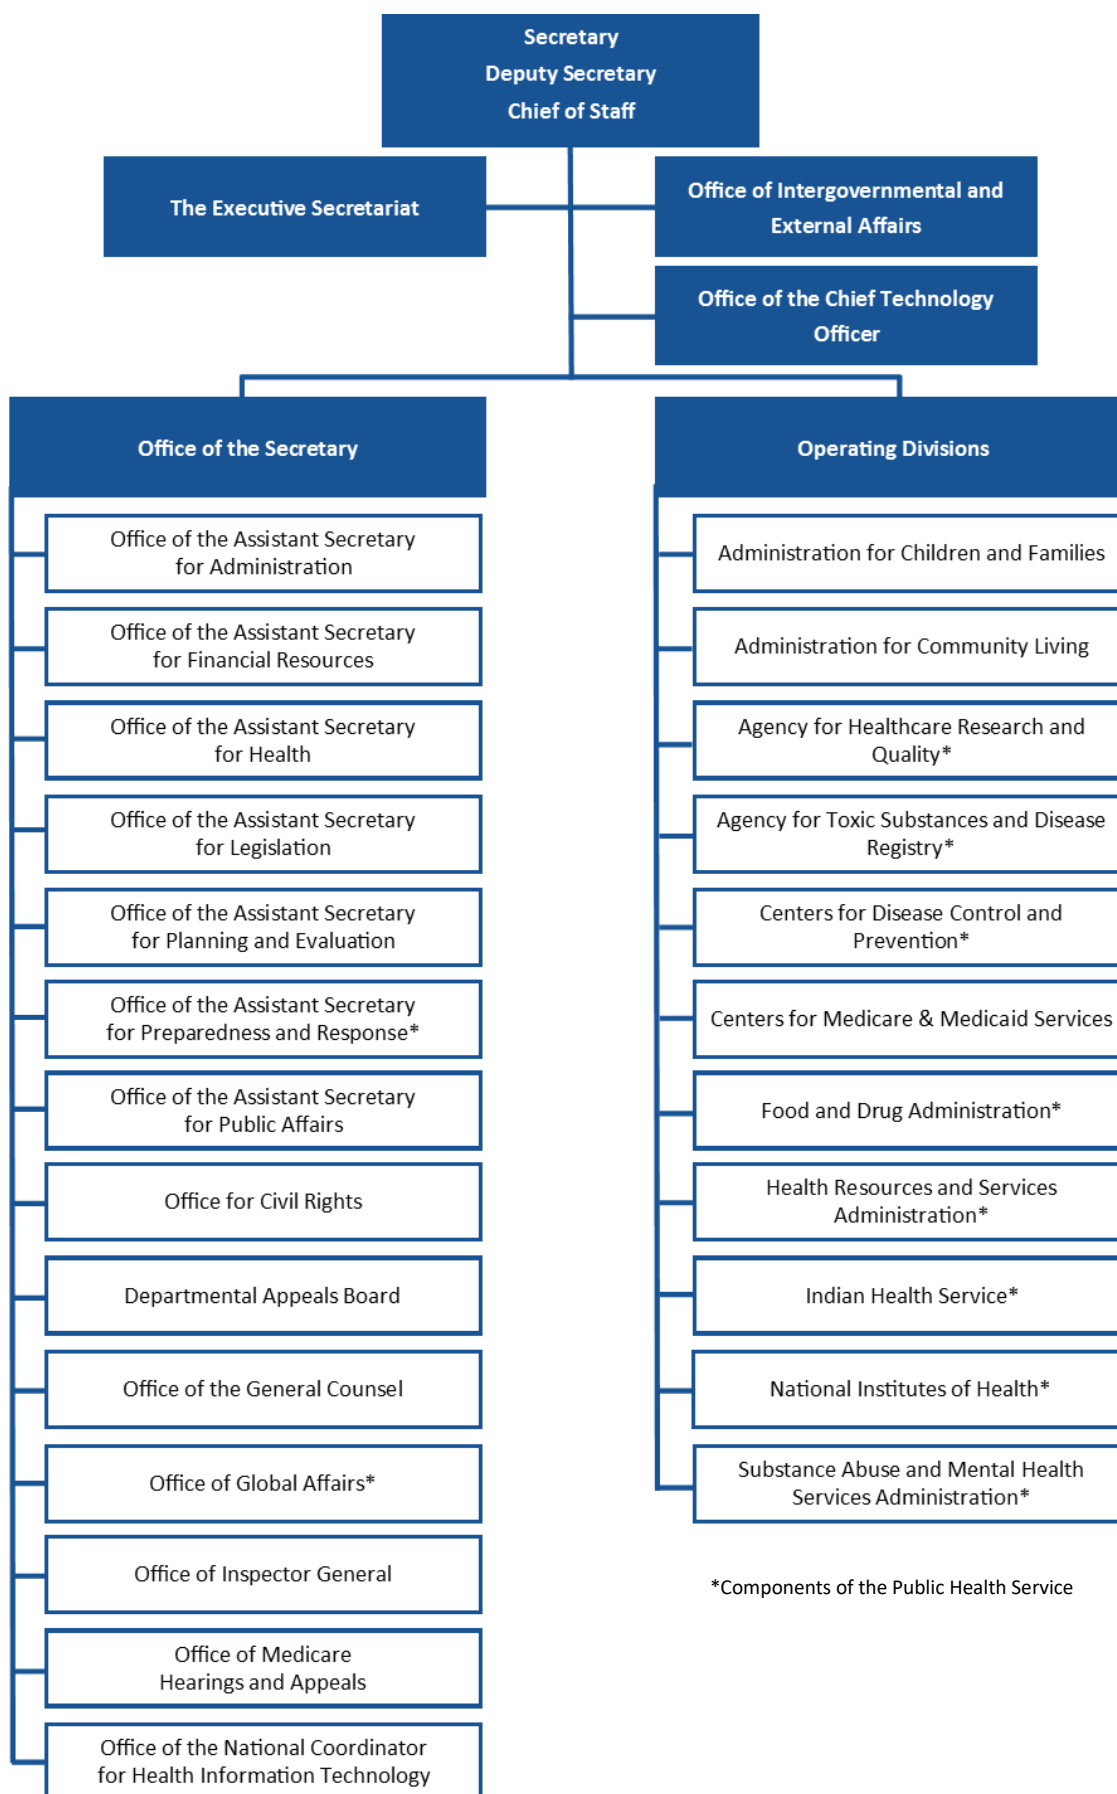 Secretary
Deputy Secretary
Chief of Staff
The Executive Secretariat
Office of Intergovernmental and
External Affairs
Office of the Chief Technology
Officer
Office of the Secretary
Office of the Assistant Secretary
for Administration
Office of the Assistant Secretary
for Financial Resources
Office of the Assistant Secretary
for Health
Office of the Assistant Secretary
for Legislation
Office of the Assistant Secretary
for Planning and Evaluation
Office of the Assistant Secretary
for Preparedness and Response*
Office of the Assistant Secretary
for Public Affairs
Office for Civil Rights
Departmental Appeals Board
Office of the General Counsel
Office of Global Affairs*
Office of Inspector General
Office of Medicare
Hearings and Appeals
Office of the National Coordinator
for Health Information Technology
Operating Divisions
Administration for Children and Families
Administration for Community Living
Agency for Healthcare Research and
Quality*
Agency for Toxic Substances and Disease
Registry*
Centers for Disease Control and
Prevention*
Centers for Medicare & Medicaid Services
Food and Drug Administration*
Health Resources and Services
Administration*
Indian Health Service*
National Institutes of Health*
Substance Abuse and Mental Health
Services Administration*
*Components of the Public Health Service